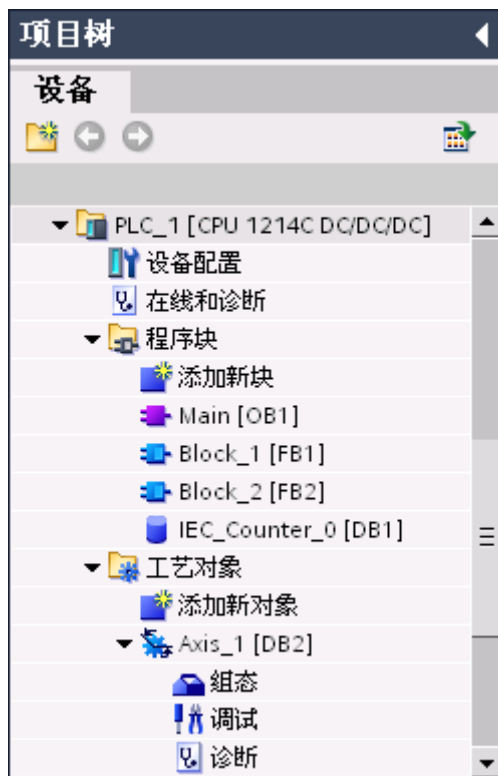 项目树
设备
PLC_1 [CPU 1214C DC/DC/DC]
设备配置
在线和诊断
程序块
添加新块
Main [OB1]
Block_1 [FB1]
Block_2 [FB2]
IEC_Counter_0 [DB1]
工艺对象
添加新对象
Axis_1 [DB2]
组态
调试
诊断